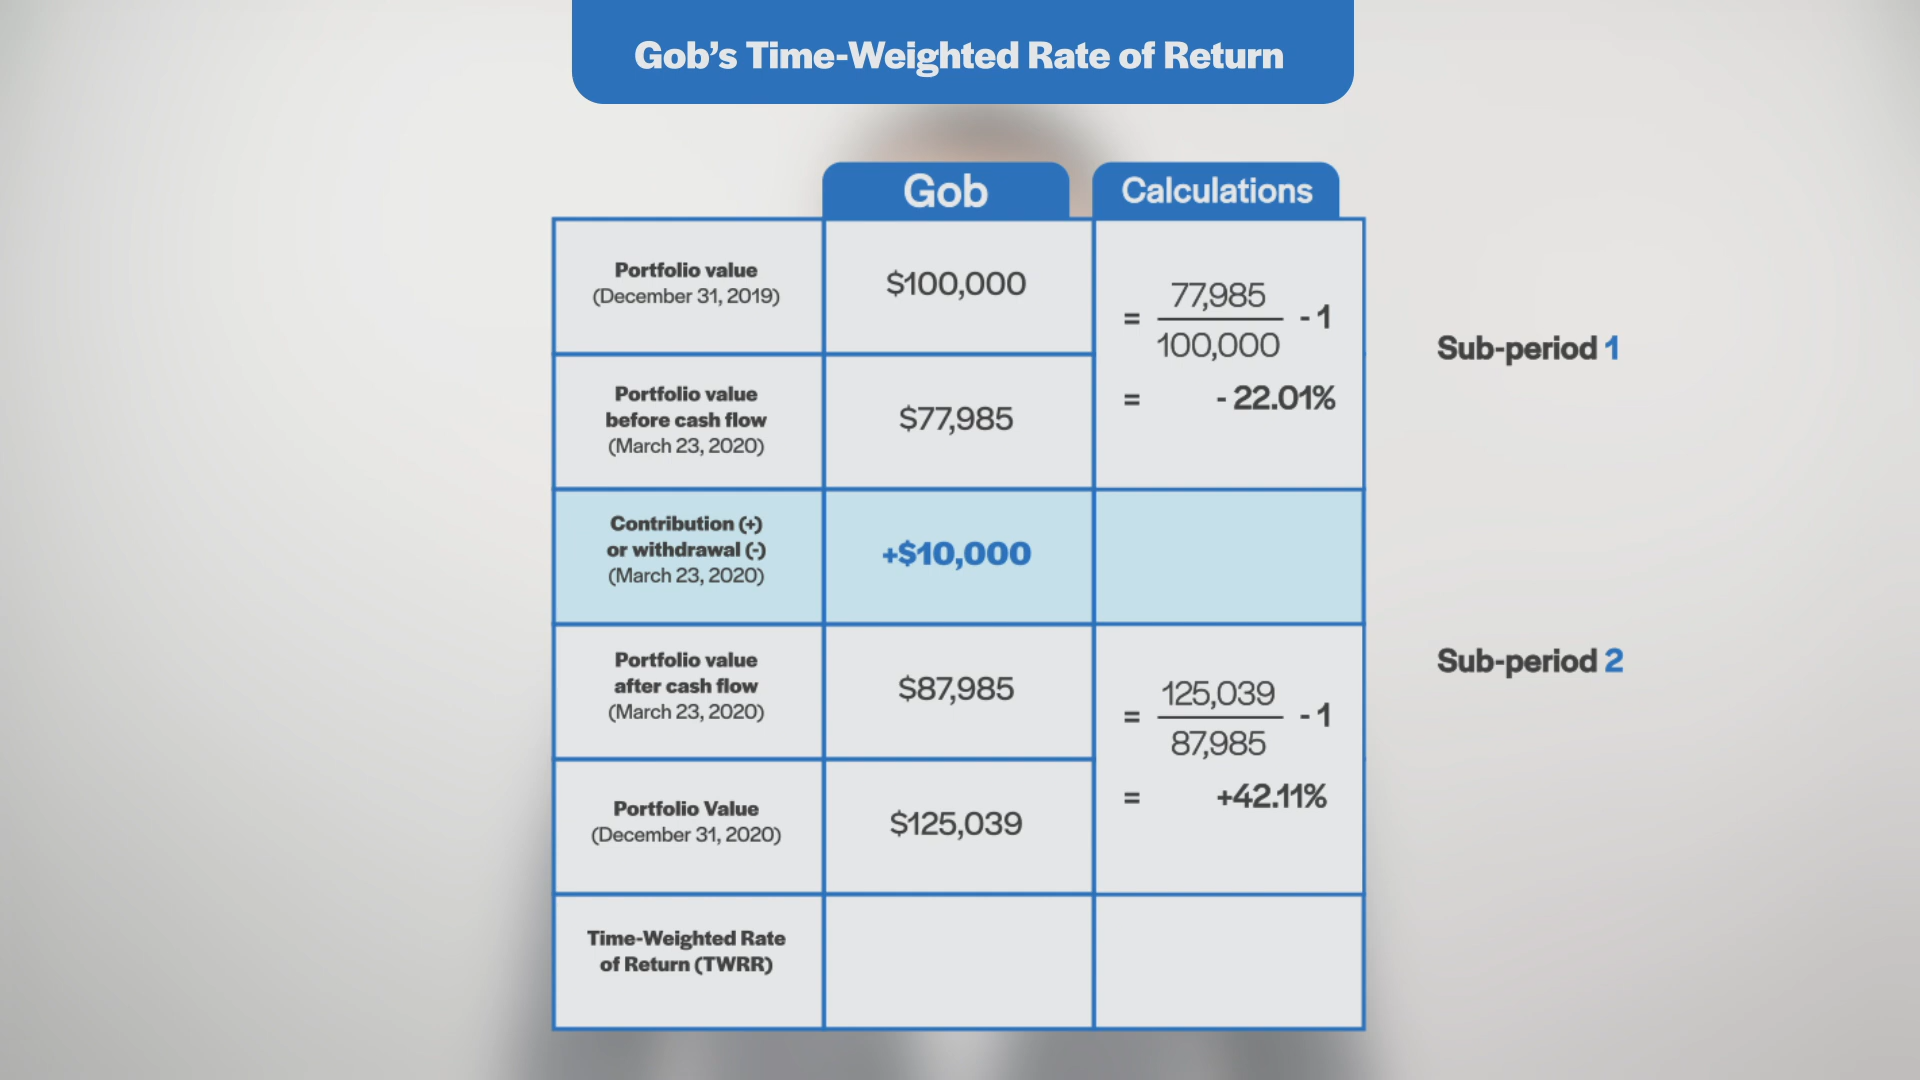 Gob's Time-Weighted Rate of Return
Gob
Calculations
Portfolio value
(December 31, 2019)
$100,000
= 77,985
100,000
- 1
= - 22.01%
Sub-period 1
Portfolio value
before cash flow
(March 23, 2020)
$77,985
Contribution (+)
or withdrawal (-)
(March 23, 2020)
+$10,000
Portfolio value
after cash flow
(March 23, 2020)
$87,985
= 125,039
87,985
- 1
= +42.11%
Sub-period 2
Portfolio Value
(December 31, 2020)
$125,039
Time-Weighted Rate
of Return (TWRR)